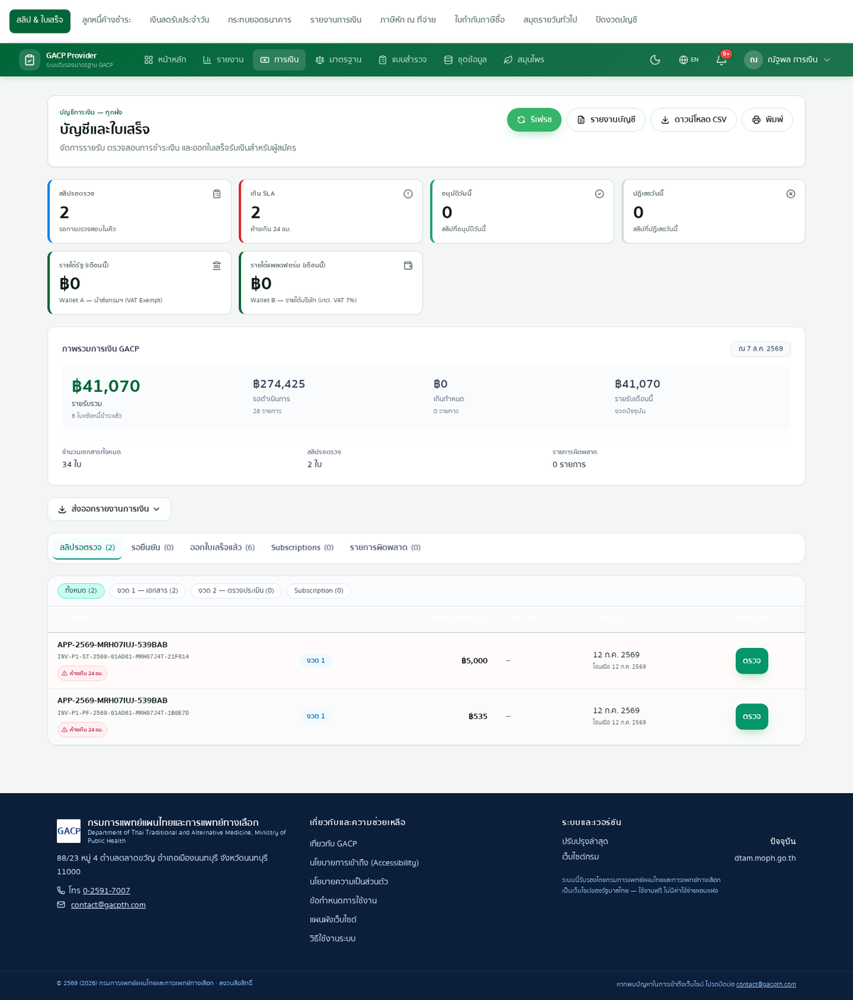 สลิป & ใบเสร็จ ลูกหนี้ค้างชำระ เงินสดรับประจำวัน กระทบยอดธนาคาร รายงานการเงิน ภาษีหัก ณ ที่จ่าย ใบกำกับภาษีซื้อ สมุดรายวันทั่วไป ปิดงวดบัญชี
GACP Provider
ระบบรับรองมาตรฐาน GACP
หน้าหลัก รายงาน การเงิน มาตรฐาน แบบสำรวจ ชุดข้อมูล สมุนไพร
EN 9+ ณ ณัฐพล การเงิน
บัญชีการเงิน — ทุกฝั่ง
บัญชีและใบเสร็จ
จัดการรายรับ ตรวจสอบการชำระเงิน และออกใบเสร็จรับเงินสำหรับผู้สมัคร
รีเฟรช รายงานบัญชี ดาวน์โหลด CSV พิมพ์
สลิปรอตรวจ
2
รอการตรวจสอบในคิว
เกิน SLA
2
ค้างเกิน 24 ชม.
อนุมัติวันนี้
0
สลิปที่อนุมัติวันนี้
ปฏิเสธวันนี้
0
สลิปที่ปฏิเสธวันนี้
รายได้รัฐ (เดือนนี้)
฿0
Wallet A — นำส่งกรมฯ (VAT Exempt)
รายได้แพลตฟอร์ม (เดือนนี้)
฿0
Wallet B — รายได้บริษัท (incl. VAT 7%)
ภาพรวมการเงิน GACP
ณ 7 ส.ค. 2569
฿41,070
รายรับรวม
6 ใบแจ้งหนี้ชำระแล้ว
฿274,425
รอดำเนินการ
28 รายการ
฿0
เกินกำหนด
0 รายการ
฿41,070
รายรับเดือนนี้
งวดปัจจุบัน
จำนวนเอกสารทั้งหมด
34 ใบ
สลิปรอตรวจ
2 ใบ
รายการผิดพลาด
0 รายการ
ส่งออกรายงานการเงิน
สลิปรอตรวจ (2) รอยืนยัน (0) ออกใบเสร็จแล้ว (6) Subscriptions (0) รายการผิดพลาด (0)
ทั้งหมด (2) งวด 1 — เอกสาร (2) งวด 2 — ตรวจประเมิน (0) Subscription (0)
APP-2569-MRH07IUJ-539BAB
INV-P1-ST-2569-01AD61-MRH07J4T-21F614
ค้างเกิน 24 ชม.
งวด 1
฿5,000
—
12 ก.ค. 2569
โอนเมื่อ 12 ก.ค. 2569
ตรวจ
APP-2569-MRH07IUJ-539BAB
INV-P1-PF-2569-01AD61-MRH07J4T-1B0E7D
ค้างเกิน 24 ชม.
งวด 1
฿535
—
12 ก.ค. 2569
โอนเมื่อ 12 ก.ค. 2569
ตรวจ
GACP
กรมการแพทย์แผนไทยและการแพทย์ทางเลือก
Department of Thai Traditional and Alternative Medicine, Ministry of
Public Health
88/23 หมู่ 4 ตำบลตลาดขวัญ อำเภอเมืองนนทบุรี จังหวัดนนทบุรี
11000
โทร 0-2591-7007
contact@gacpth.com
เกี่ยวกับและความช่วยเหลือ
เกี่ยวกับ GACP
นโยบายการเข้าถึง (Accessibility)
นโยบายความเป็นส่วนตัว
ข้อกำหนดการใช้งาน
แผนผังเว็บไซต์
วิธีใช้งานระบบ
ระบบและเวอร์ชัน
ปรับปรุงล่าสุด ปัจจุบัน
เว็บไซต์กรม dtam.moph.go.th
ระบบนี้รับรองโดยกรมการแพทย์แผนไทยและการแพทย์ทางเลือก
เป็นเว็บไซต์ของรัฐบาลไทย — ใช้งานฟรี ไม่มีค่าใช้จ่ายแอบแฝง
© 2569 (2026) กรมการแพทย์แผนไทยและการแพทย์ทางเลือก · สงวนลิขสิทธิ์
หากพบปัญหาในการเข้าถึงเว็บไซต์ โปรดติดต่อ contact@gacpth.com